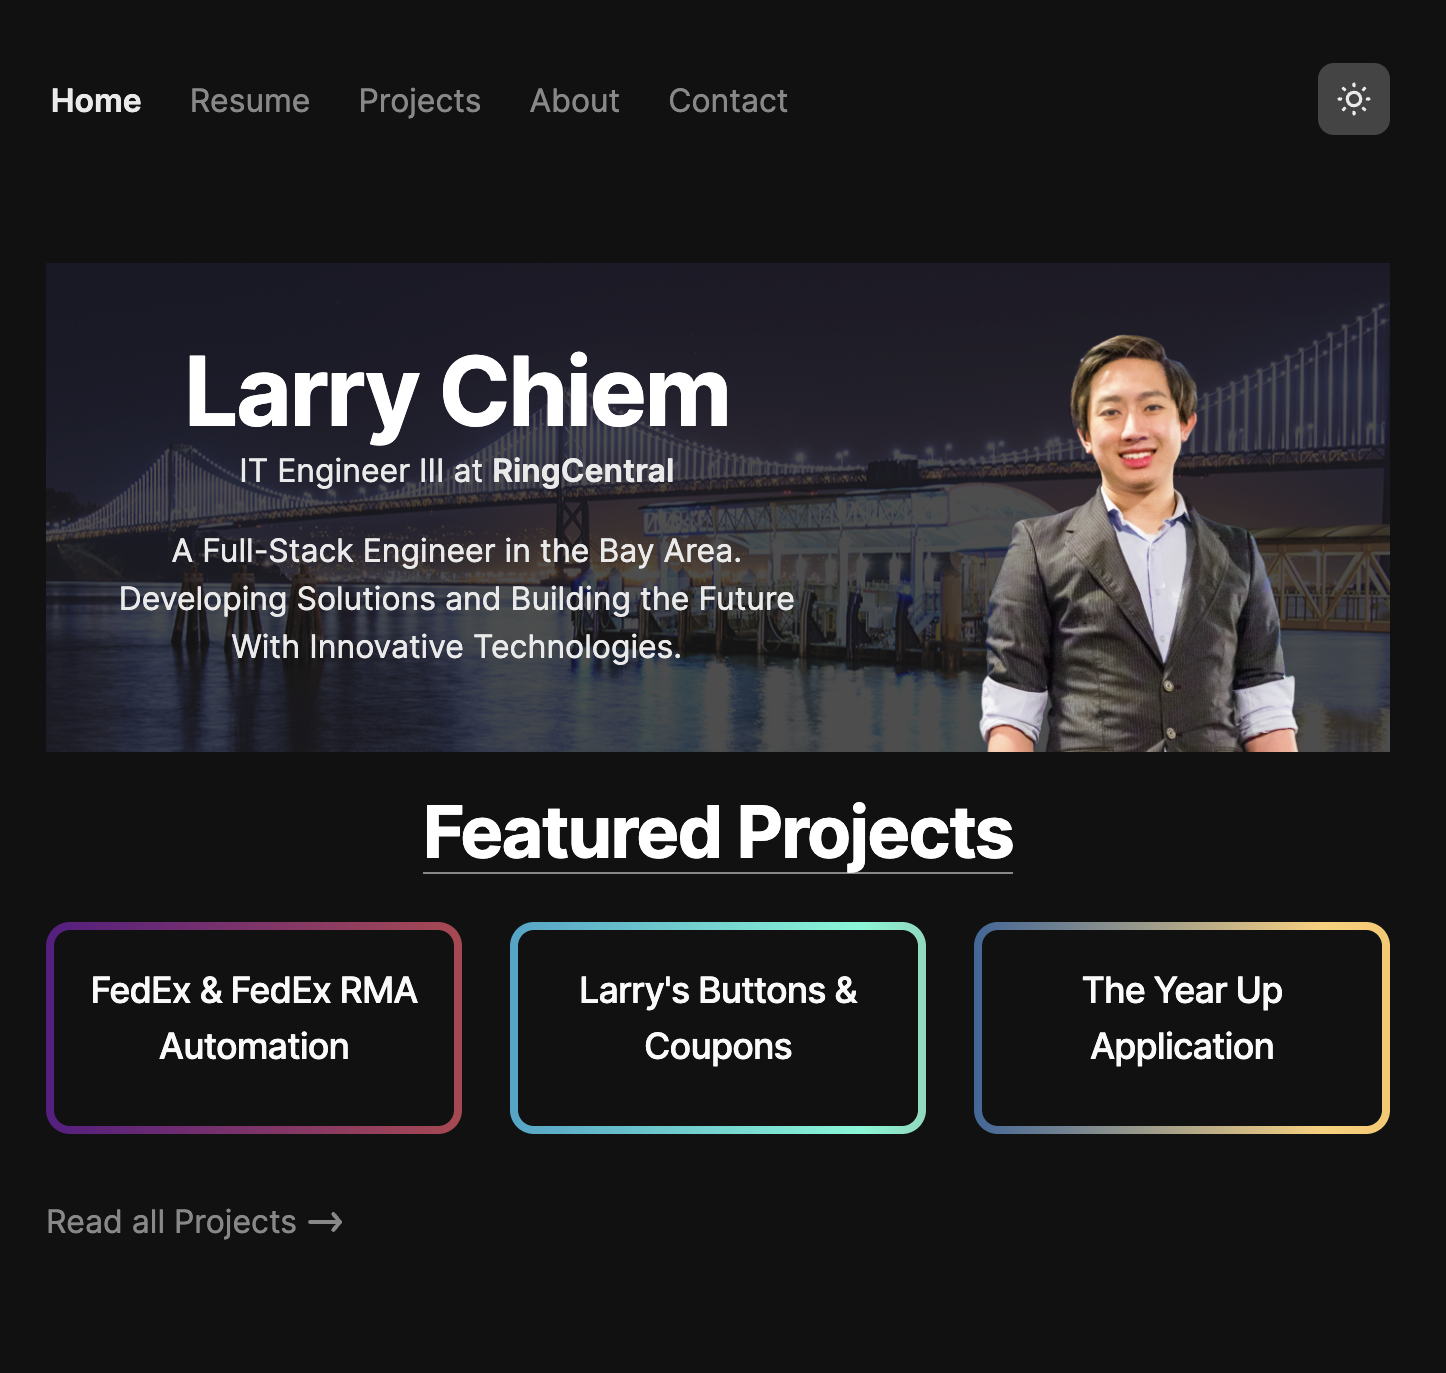 Home Resume Projects About Contact
Larry Chiem
IT Engineer III at RingCentral
A Full-Stack Engineer in the Bay Area.
Developing Solutions and Building the Future
With Innovative Technologies.
Featured Projects
FedEx & FedEx RMA
Automation
Larry's Buttons &
Coupons
The Year Up
Application
Read all Projects →